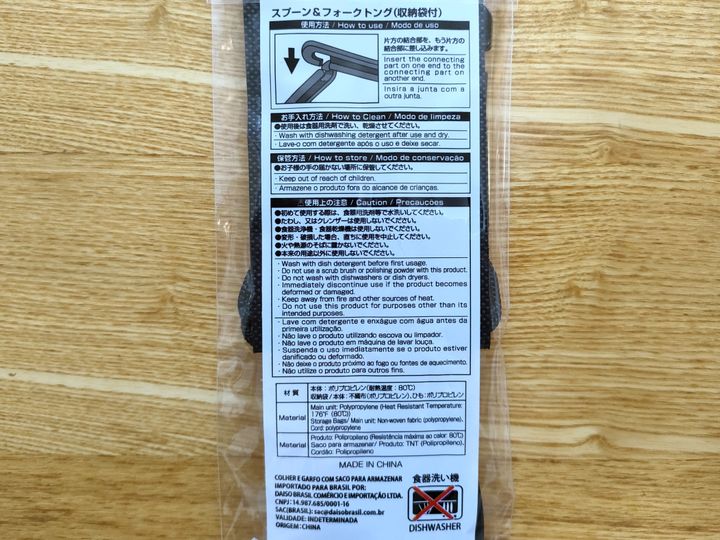 スプーン&フォークトング(収納袋付)
使用方法 / How to use / Modo de uso
片方の結合部を、もう片方の
結合部に差し込みます。
Insert the connecting
part on one end to the
connecting part on
another end.
Insira a junta com a
outra junta.
お手入れ方法 / How to Clean / Modo de limpeza
●使用後は食器用洗剤で洗い、乾燥させてください。
・Wash with dishwashing detergent after use and dry.
・Lave-o com detergente após o uso e deixe secar.
保管方法 / How to store / Modo de conservação
●お子様の手の届かない場所に保管してください。
・Keep out of reach of children.
・Armazene o produto fora do alcance de crianças.
⚠使用上の注意 / Caution / Precaucoes
●初めて使用する際は、食器用洗剤等で水洗いしてください。
●たわし、又はクレンザーは使用しないでください。
●食器洗浄機・食器乾燥機は使用しないでください。
●変形・破損した場合、直ちに使用を中止してください。
●火や熱源のそばに置かないでください。
●本来の用途以外に使用しないでください。
・Wash with dish detergent before first usage.
・Do not use a scrub brush or polishing powder with this product.
・Do not wash with dishwashers or dish dryers.
・Immediately discontinue use if the product becomes
deformed or damaged.
・Keep away from fire and other sources of heat.
・Do not use this product for purposes other than its
intended purposes.
・Lave com detergente e enxágue com água antes da
primeira utilização.
・Não lave o produto utilizando escova ou limpador.
・Não lave o produto em máquina de lavar louça.
・Suspenda o uso imediatamente se o produto estiver
danificado ou deformado.
・Não deixe o produto próximo ao fogo ou fontes de aquecimento.
・Não utilize o produto para outros fins.
材質 本体:ポリプロピレン(耐熱温度:80℃)
収納袋/本体:不織布(ポリプロピレン)、ひも:ポリプロピレン
Material Main unit: Polypropylene (Heat Resistant Temperature:
176°F (80℃))
Storage Bags/ Main unit: Non-woven fabric (polypropylene),
Cord: polypropylene
Material Produto: Polipropileno (Resistência máxima ao calor: 80℃)
Saco para armazenar/ Produto: TNT (Polipropileno),
Cordão: Polipropileno
MADE IN CHINA
COLHER E GARFO COM SACO PARA ARMAZENAR
IMPORTADO PARA BRASIL POR:
DAISO BRASIL COMÉRCIO E IMPORTAÇÃO LTDA.
CNPJ: 14.987.685/0001-16
SAC(BRASIL): sac@daisobrasil.com.br
VALIDADE: INDETERMINADA
ORIGEM: CHINA
食器洗い機
DISHWASHER